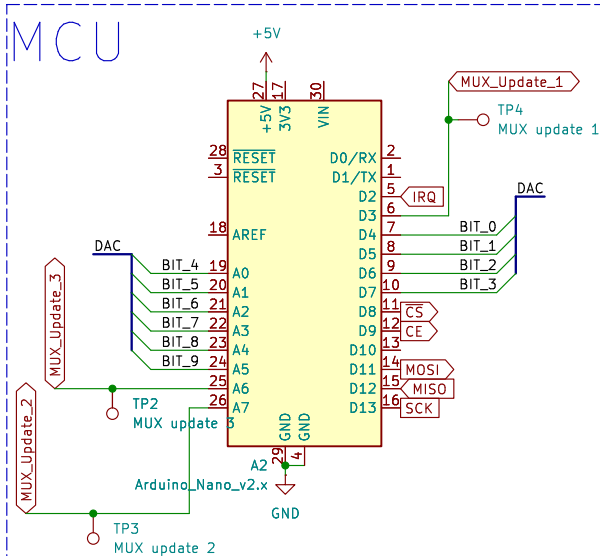 MCU
+5V
27
17
30
+5V
3V3
VIN
MUX_Update_1
TP4
MUX update 1
28
RESET
D0/RX
2
3
RESET
D1/TX
1
D2
5
IRQ
D3
6
DAC
18
AREF
D4
7
BIT_0
D5
8
BIT_1
D6
9
BIT_2
D7
10
BIT_3
DAC
BIT_4
19
A0
BIT_5
20
A1
BIT_6
21
A2
BIT_7
22
A3
BIT_8
23
A4
BIT_9
24
A5
D8
11
CS
D9
12
CE
D10
13
D11
14
MOSI
D12
15
MISO
D13
16
SCK
MUX_Update_3
25
A6
TP2
MUX update 3
26
A7
MUX_Update_2
GND
GND
29
4
A2
Arduino_Nano_v2.x
GND
TP3
MUX update 2